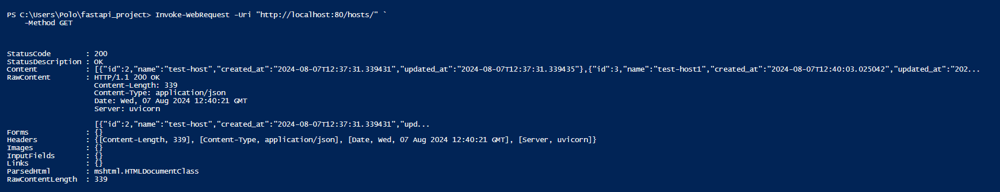 PS C:\Users\Polo\fastapi_project> Invoke-WebRequest -Uri "http://localhost:80/hosts/" `
    -Method GET
StatusCode        : 200
StatusDescription : OK
Content           : [{"id":2,"name":"test-host","created_at":"2024-08-07T12:37:31.339431","updated_at":"2024-08-07T12:37:31.339435"},{"id":3,"name":"test-host1","created_at":"2024-08-07T12:40:03.025042","updated_at":"202...
RawContent        : HTTP/1.1 200 OK
                    Content-Length: 339
                    Content-Type: application/json
                    Date: Wed, 07 Aug 2024 12:40:21 GMT
                    Server: uvicorn
                    [{"id":2,"name":"test-host","created_at":"2024-08-07T12:37:31.339431","upd...
Forms             : {}
Headers           : {[Content-Length, 339], [Content-Type, application/json], [Date, Wed, 07 Aug 2024 12:40:21 GMT], [Server, uvicorn]}
Images            : {}
InputFields       : {}
Links             : {}
ParsedHtml        : mshtml.HTMLDocumentClass
RawContentLength  : 339